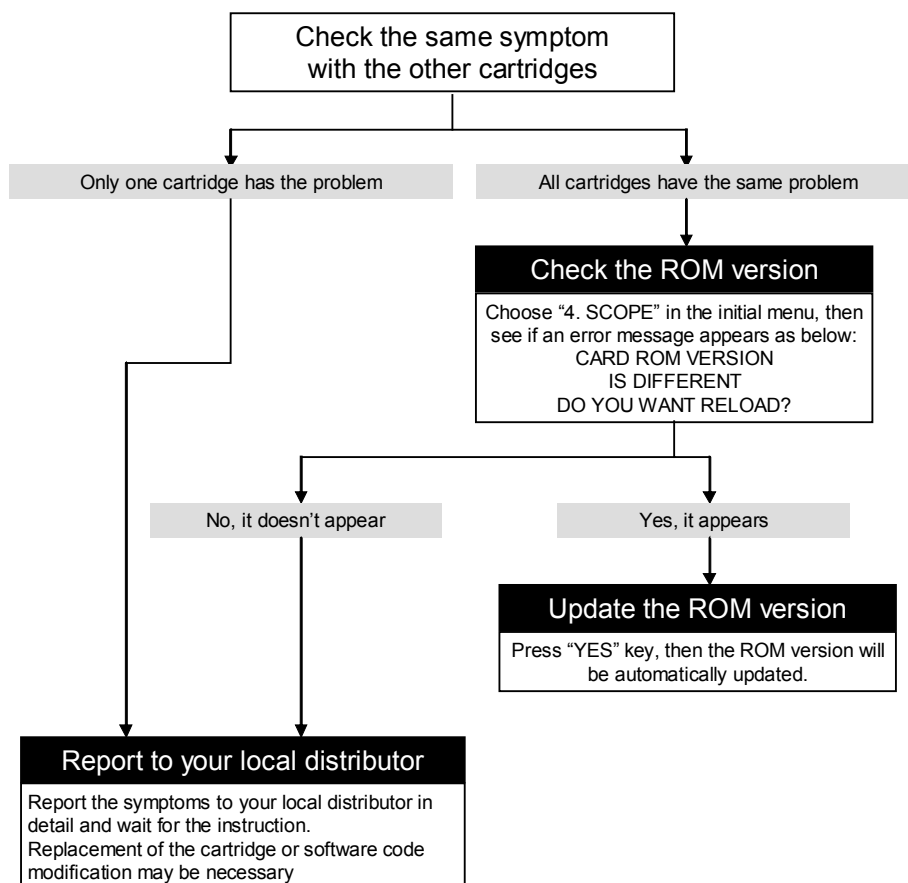 Check the same symptom
with the other cartridges
Only one cartridge has the problem
All cartridges have the same problem
Check the ROM version
Choose “4. SCOPE” in the initial menu, then
see if an error message appears as below:
CARD ROM VERSION
IS DIFFERENT
DO YOU WANT RELOAD?
No, it doesn’t appear
Yes, it appears
Update the ROM version
Press “YES” key, then the ROM version will
be automatically updated.
Report to your local distributor
Report the symptoms to your local distributor in
detail and wait for the instruction.
Replacement of the cartridge or software code
modification may be necessary